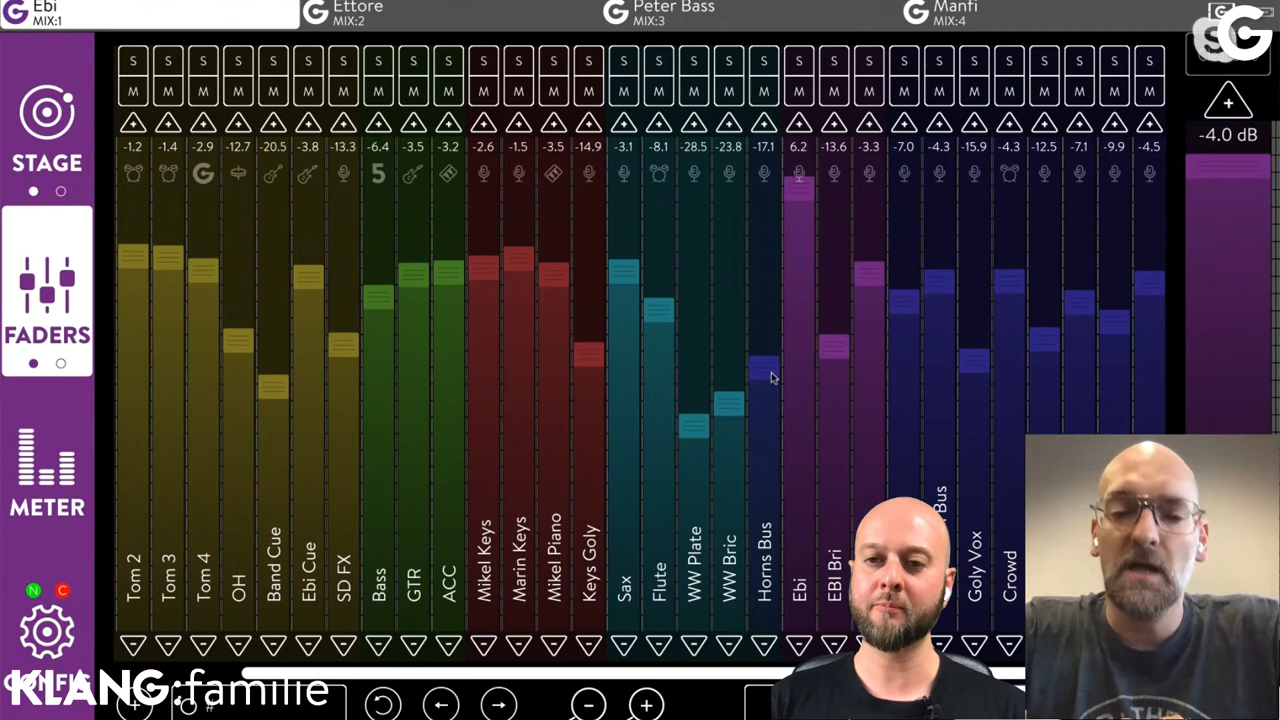 Ebi
MIX:1
Ettore
MIX:2
Peter Bass
MIX:3
Manfi
MIX:4
G
S S S S S S S S S S S S S S S S S S S S S S S S S S S S S S
M M M M M M M M M M M M M M M M M M M M M M M M M M M M M M
-4.0 dB
-1.2 -1.4 -2.9 -12.7 -20.5 -3.8 -13.3 -6.4 -3.5 -3.2 -2.6 -1.5 -3.5 -14.9 -3.1 -8.1 -28.5 -23.8 -17.1 6.2 -13.6 -3.3 -7.0 -4.3 -15.9 -4.3 -12.5 -7.1 -9.9 -4.5
5
STAGE
FADERS
METER
N C
CONFIG
Tom 2
Tom 3
Tom 4
OH
Band Cue
Ebi Cue
SD FX
Bass
GTR
ACC
Mikel Keys
Marin Keys
Mikel Piano
Keys Goly
Sax
Flute
WW Plate
WW Bric
Horns Bus
Ebi
EBI Bri
Bus
Goly Vox
Crowd
KLANG:familie
#